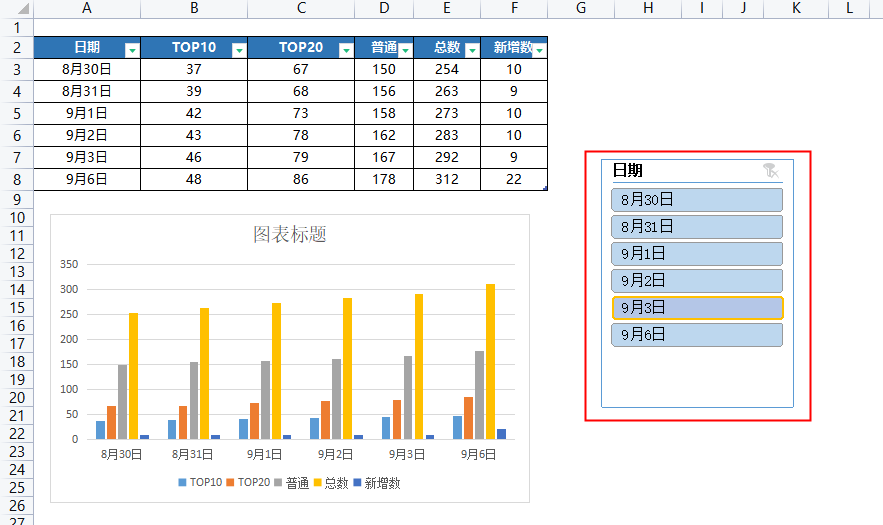 A B C D E F G H I J K L
1
2 日期 TOP10 TOP20 普通 总数 新增数
3 8月30日 37 67 150 254 10
4 8月31日 39 68 156 263 9
5 9月1日 42 73 158 273 10
6 9月2日 43 78 162 283 10
7 9月3日 46 79 167 292 9
8 9月6日 48 86 178 312 22
9
10
11
12
13
14
15
16
17
18
19
20
21
22
23
24
25
26
27
图表标题
350
300
250
200
150
100
50
0
8月30日 8月31日 9月1日 9月2日 9月3日 9月6日
TOP10 TOP20 普通 总数 新增数
日期
8月30日
8月31日
9月1日
9月2日
9月3日
9月6日